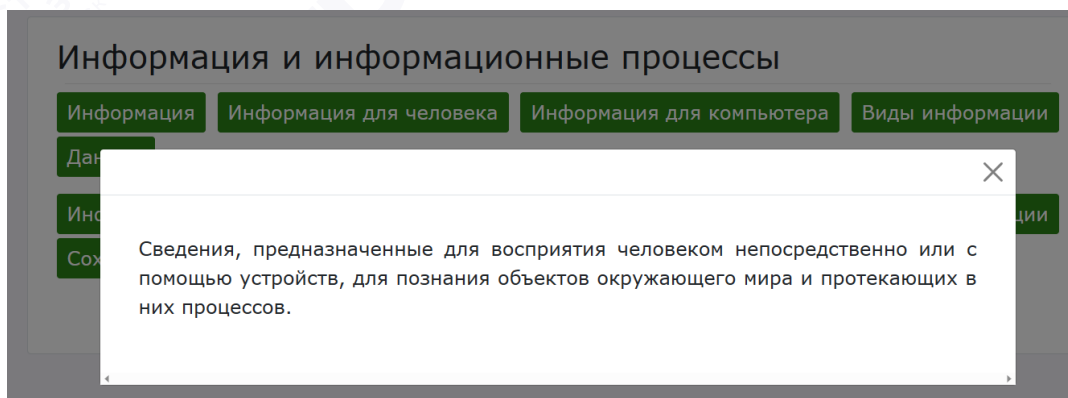 Информация и информационные процессы
Информация Информация для человека Информация для компьютера Виды информации
Сведения, предназначенные для восприятия человеком непосредственно или с
помощью устройств, для познания объектов окружающего мира и протекающих в
них процессов.